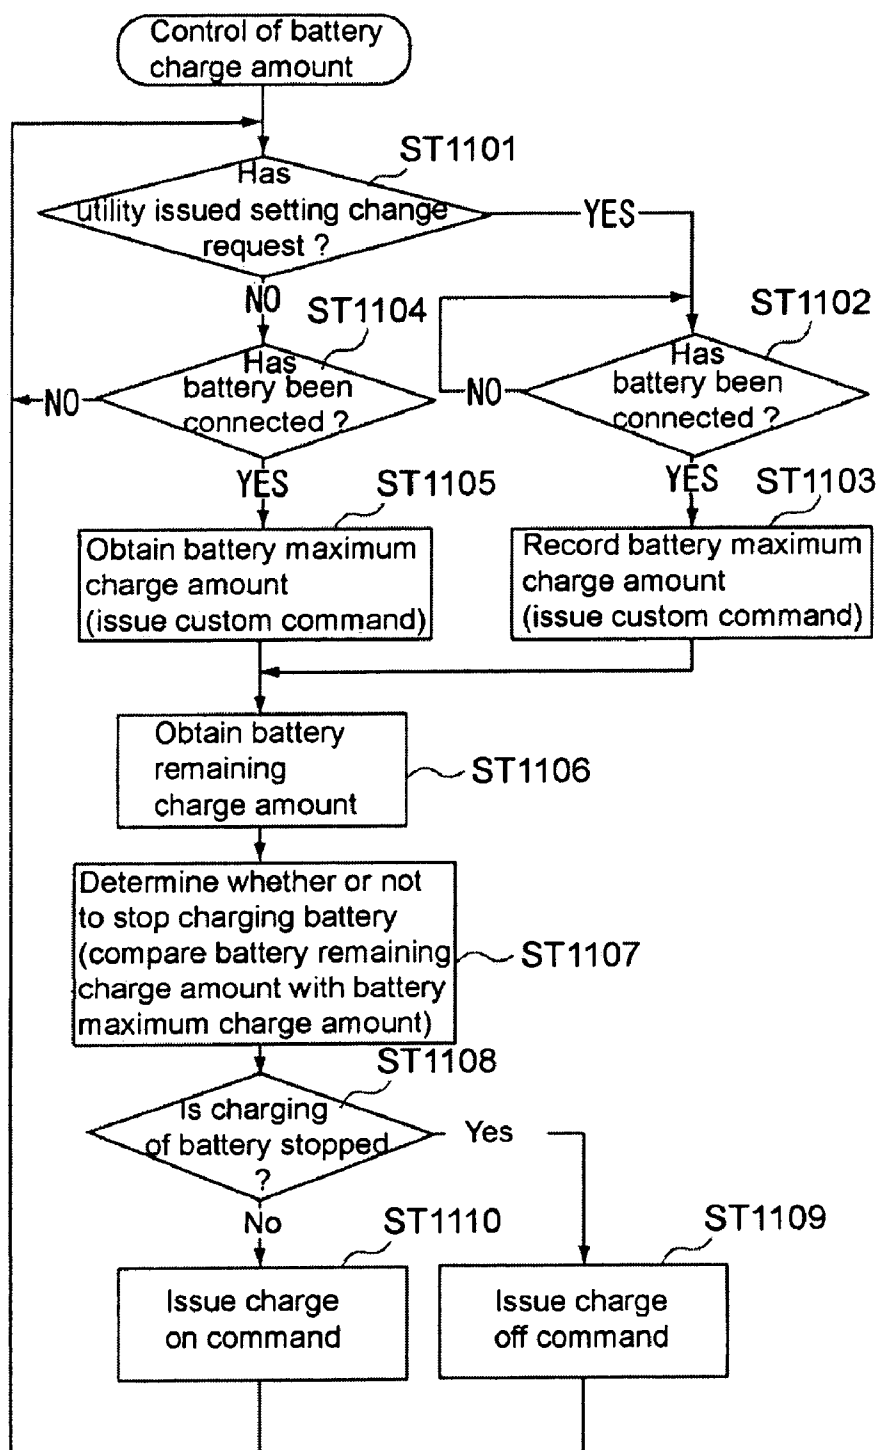 Control of battery
charge amount
ST1101
Has
utility issued setting change
request ?
YES
NO
ST1104
ST1102
Has
battery been
connected ?
NO
Has
battery been
connected ?
NO
YES
ST1105
YES
ST1103
Obtain battery maximum
charge amount
(issue custom command)
Record battery maximum
charge amount
(issue custom command)
Obtain battery
remaining
charge amount
ST1106
Determine whether or not
to stop charging battery
(compare battery remaining
charge amount with battery
maximum charge amount)
ST1107
ST1108
Is charging
of battery stopped
?
Yes
No
ST1110
ST1109
Issue charge
on command
Issue charge
off command